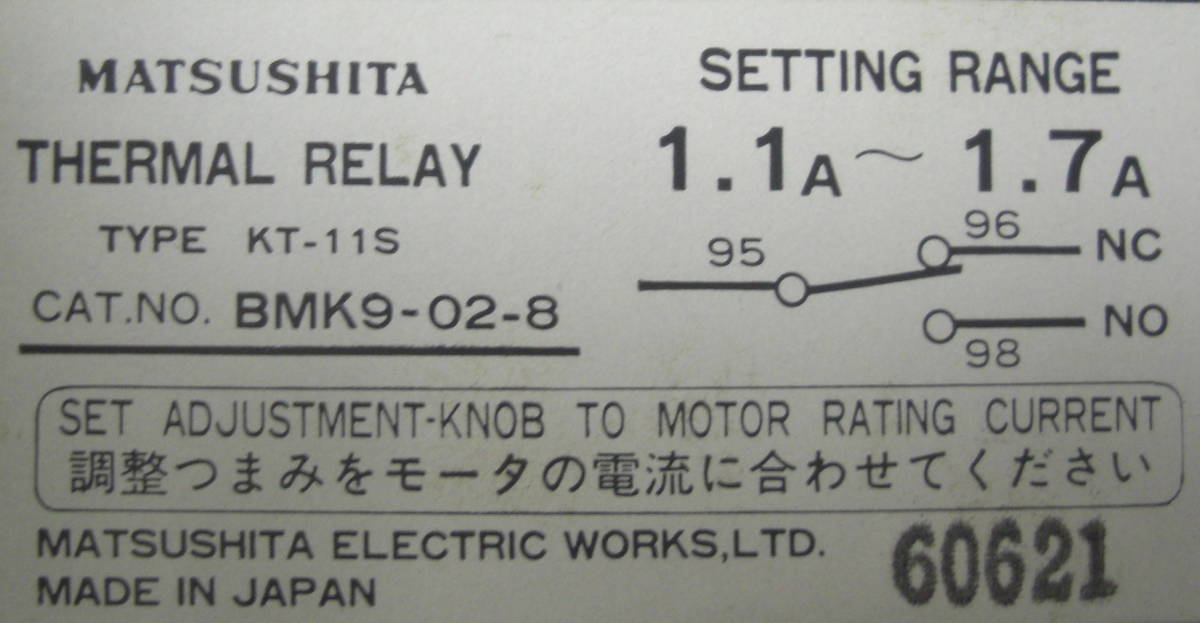 MATSUSHITA
THERMAL RELAY
TYPE KT-11S
CAT.NO. BMK9-02-8
SETTING RANGE
1.1A～1.7A
95
96
NC
NO
98
SET ADJUSTMENT-KNOB TO MOTOR RATING CURRENT
調整つまみをモータの電流に合わせてください
MATSUSHITA ELECTRIC WORKS,LTD.
MADE IN JAPAN
60621